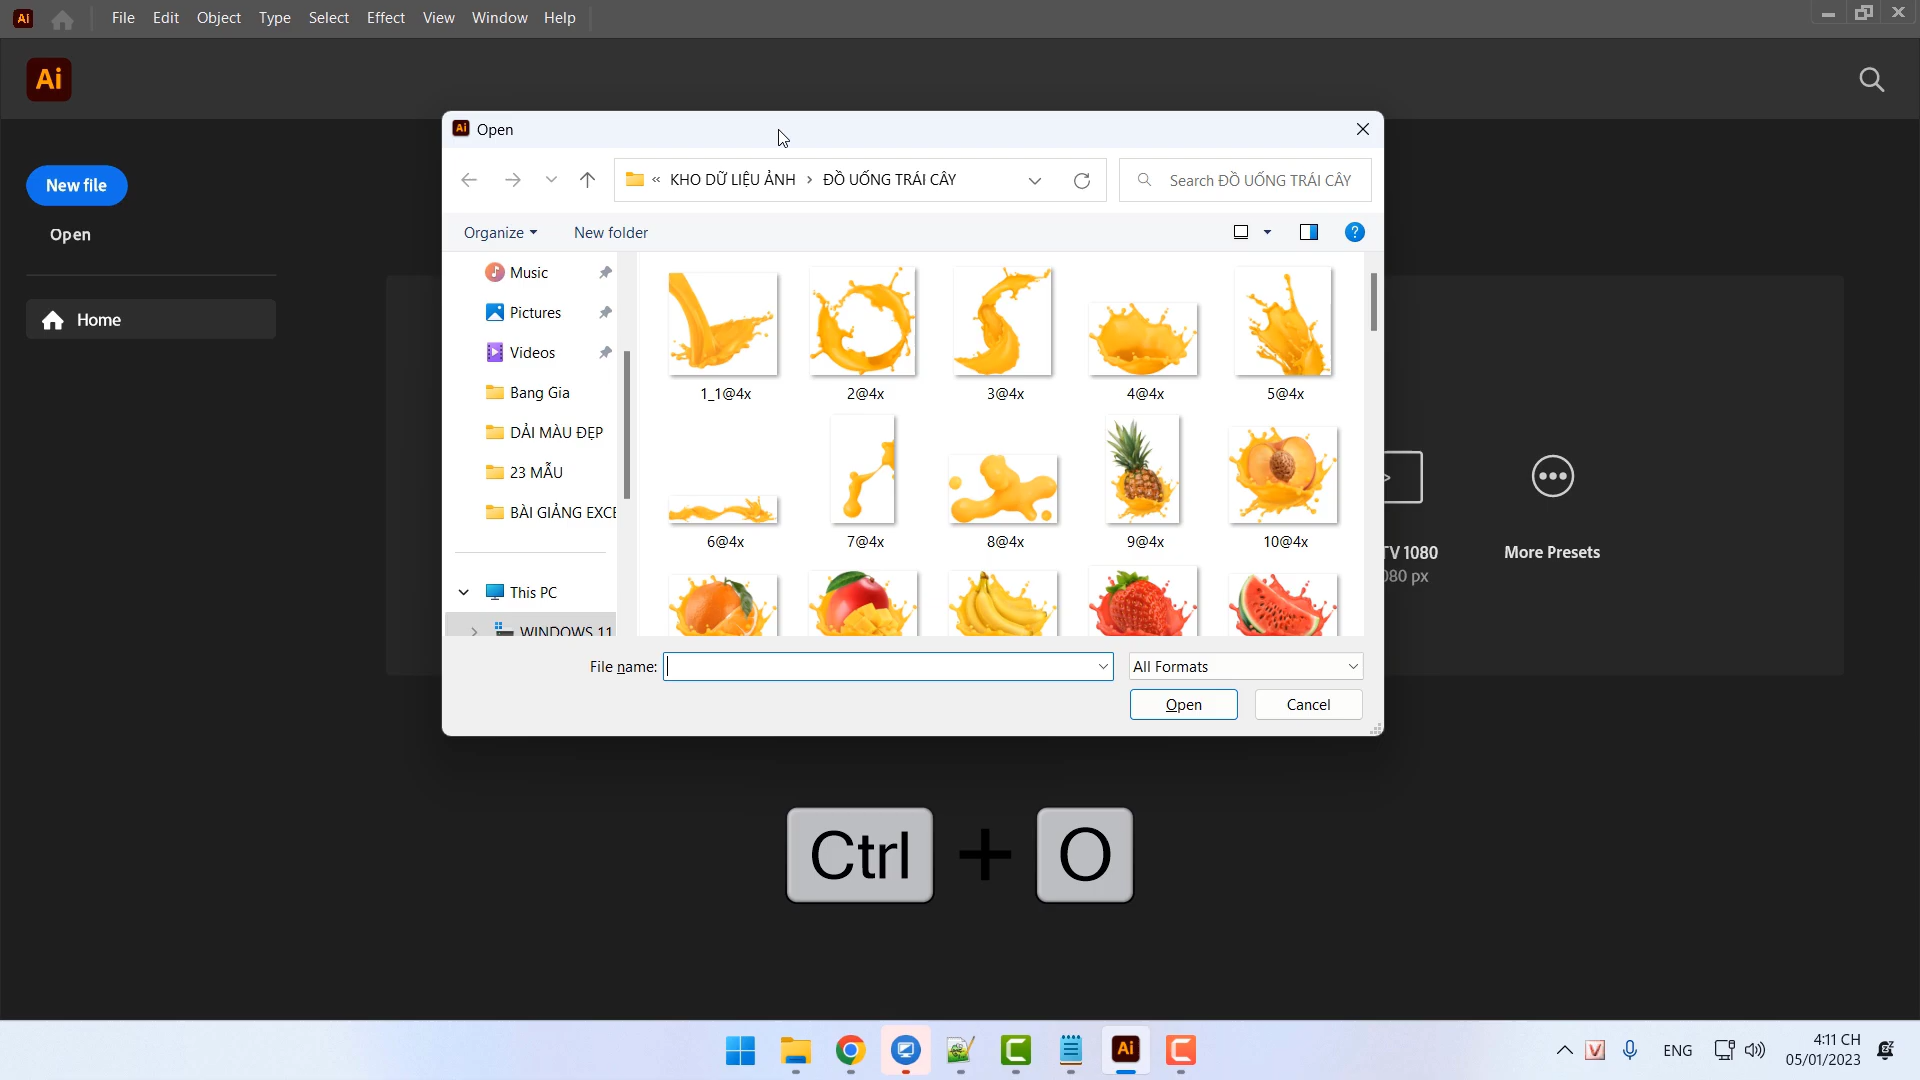 Ai File Edit Object Type Select Effect View Window Help
Ai
Ai Open
New file
KHO DỮ LIỆU ẢNH › ĐỒ UỐNG TRÁI CÂY
Search ĐỒ UỐNG TRÁI CÂY
Open
Organize New folder
Home
Music
Pictures
Videos
Bang Gia
DẢI MÀU ĐẸP
23 MẪU
BÀI GIẢNG EXCE
This PC
WINDOWS 11
1_1@4x 2@4x 3@4x 4@4x 5@4x
6@4x 7@4x 8@4x 9@4x 10@4x
TV 1080
More Presets
080 px
File name: All Formats
Open Cancel
Ctrl + O
Ai
ENG
4:11 CH
05/01/2023